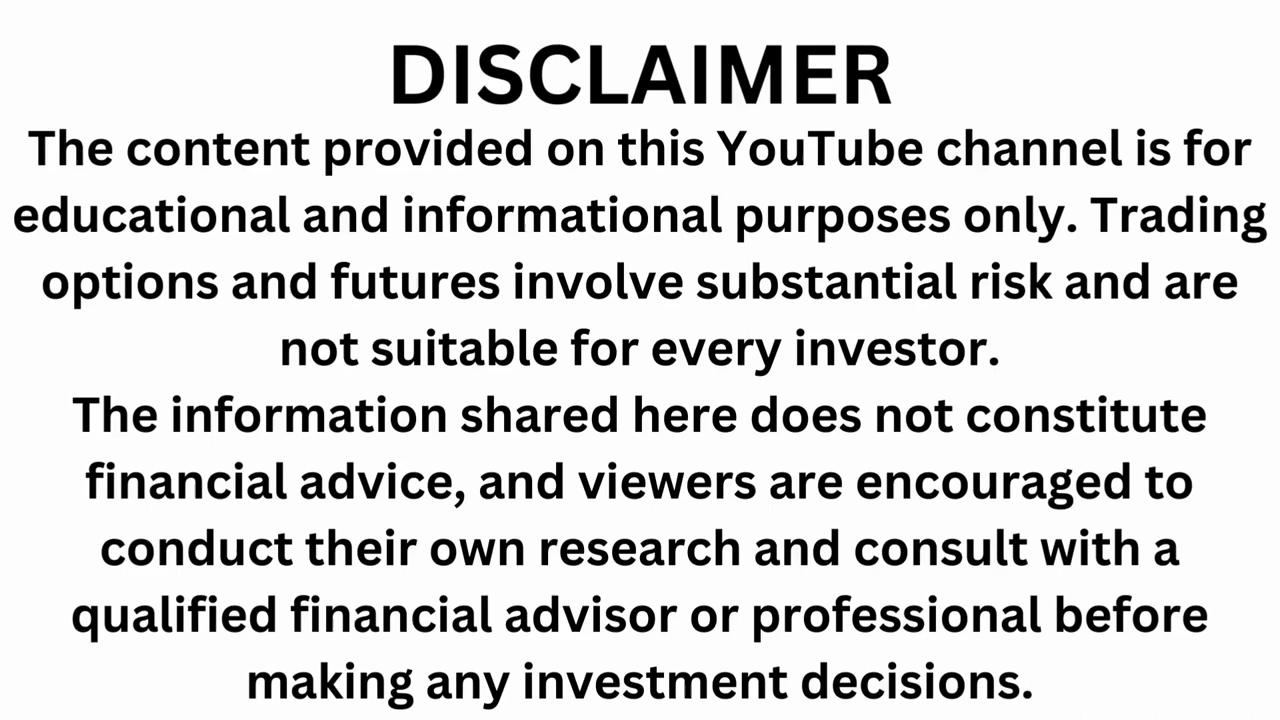 DISCLAIMER
The content provided on this YouTube channel is for
educational and informational purposes only. Trading
options and futures involve substantial risk and are
not suitable for every investor.
The information shared here does not constitute
financial advice, and viewers are encouraged to
conduct their own research and consult with a
qualified financial advisor or professional before
making any investment decisions.